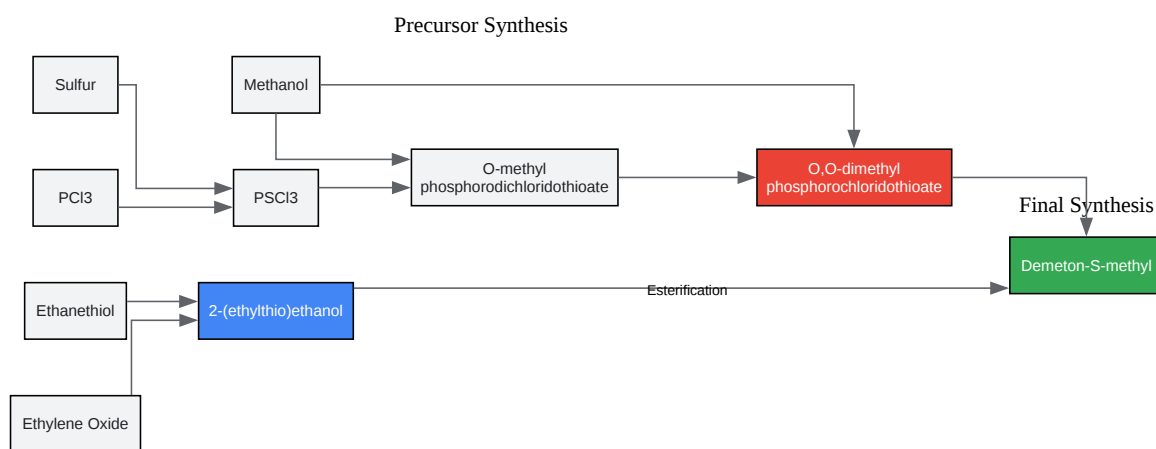 Precursor Synthesis
Sulfur
Methanol
O-methyl
phosphorodichloridothioate
O,O-dimethyl
phosphorochloridothioate
PCl3
PSCl3
Final Synthesis
Demeton-S-methyl
Ethanethiol
2-(ethylthio)ethanol
Esterification
Ethylene Oxide